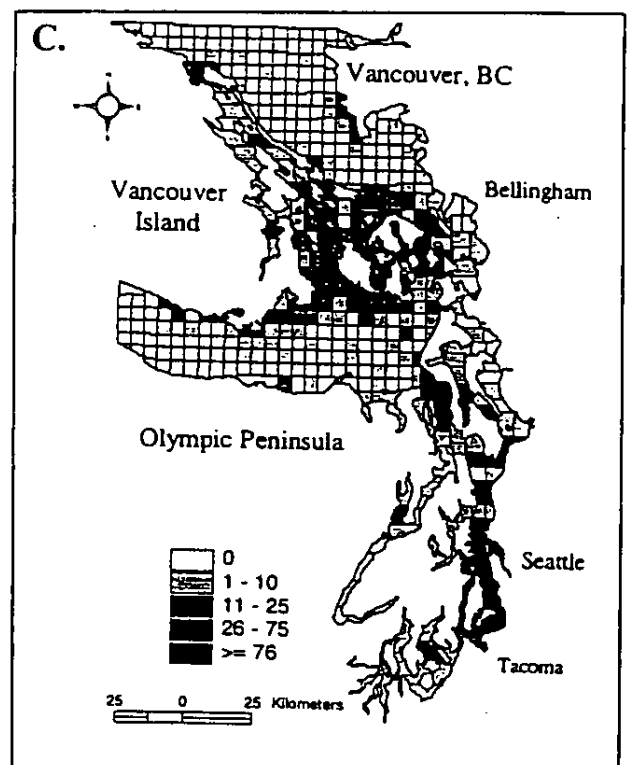 C.
Vancouver, BC
Bellingham
Vancouver
Island
Olympic Peninsula
0
1 - 10
11 - 25
26 - 75
>= 76
Seattle
Tacoma
25 0 25 Kilometers